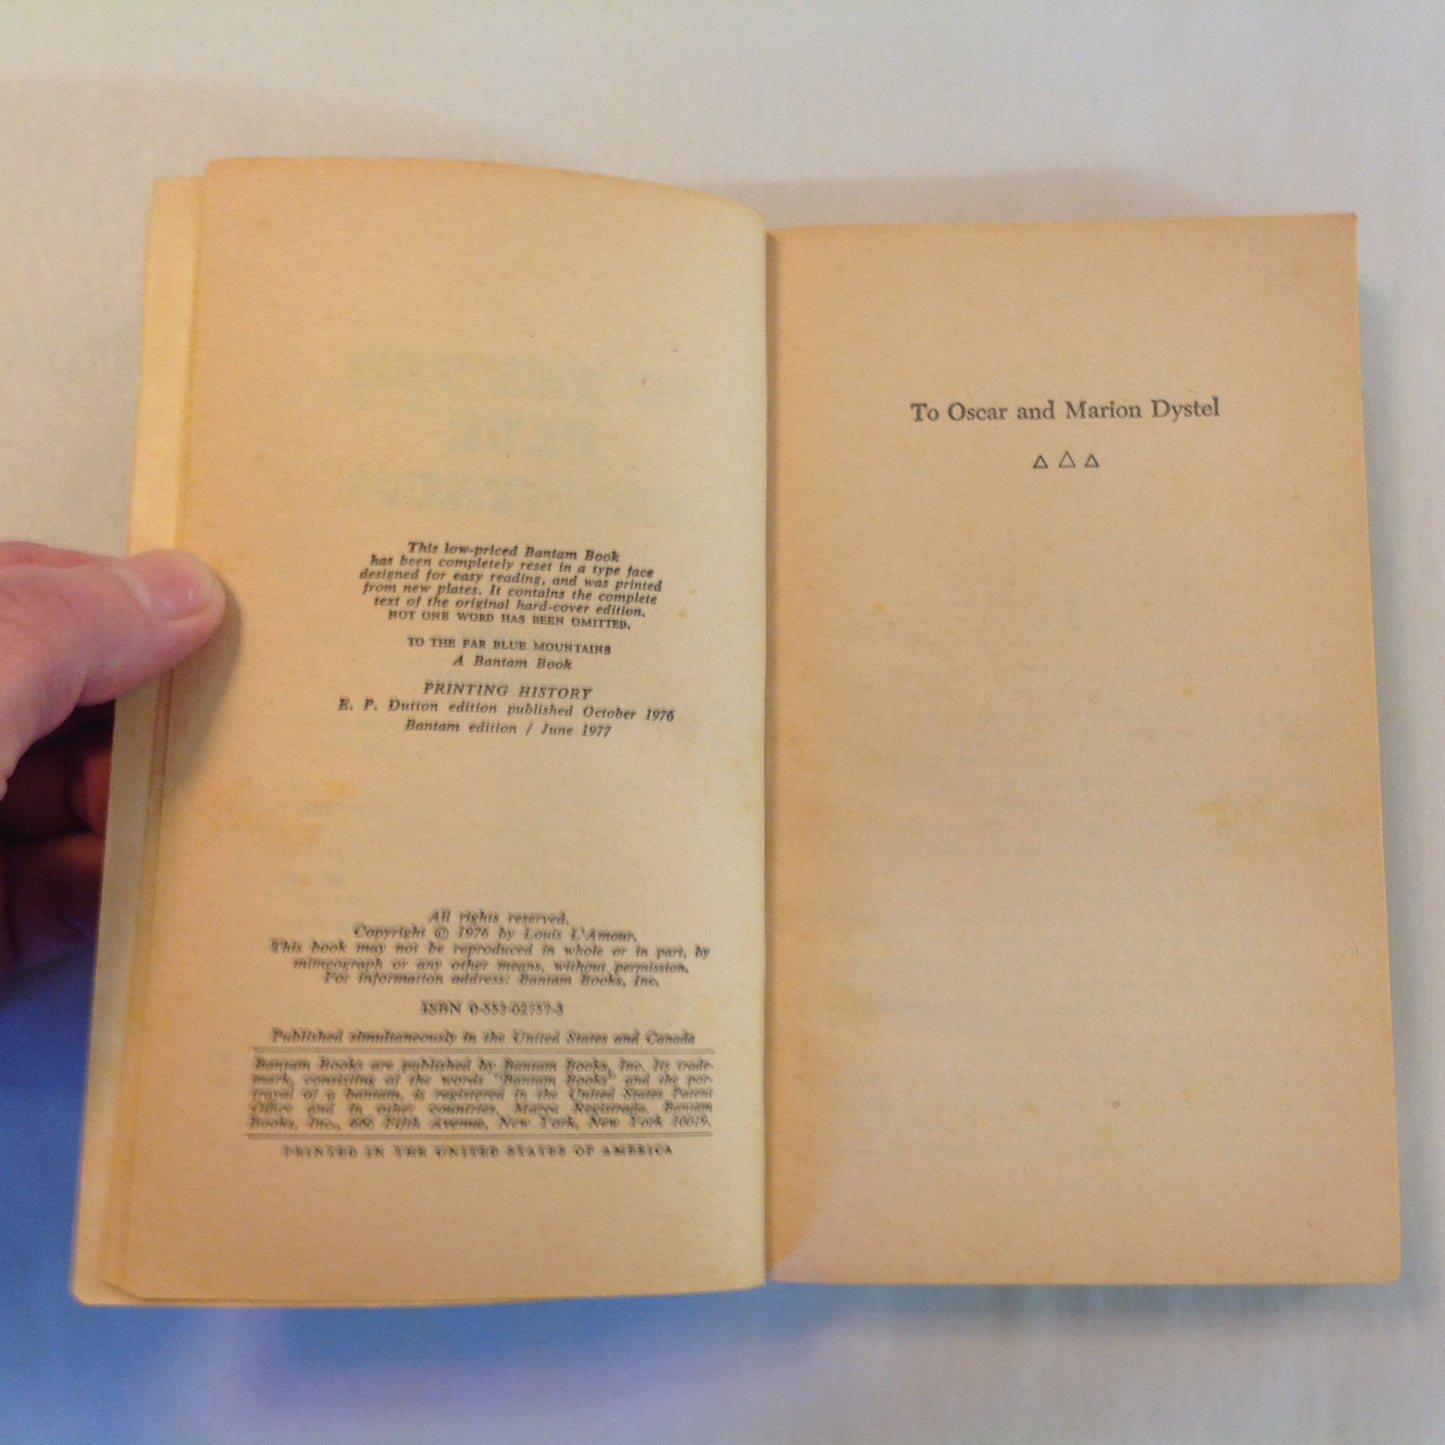 This low-priced Bantam Book
has been completely reset in a type face
designed for easy reading, and was printed
from new plates. It contains the complete
text of the original hard-cover edition.
NOT ONE WORD HAS BEEN OMITTED.
TO THE FAR BLUE MOUNTAINS
A Bantam Book
PRINTING HISTORY
E. P. Dutton edition published October 1976
Bantam edition / June 1977
All rights reserved.
Copyright © 1976 by Louis L'Amour.
This book may not be reproduced in whole or in part, by
mimeograph or any other means, without permission.
For information address: Bantam Books, Inc.
ISBN 0-553-02757-3
Published simultaneously in the United States and Canada
Bantam Books are published by Bantam Books, Inc. Its trade-
mark, consisting of the words "Bantam Books" and the por-
trayal of a bantam, is registered in the United States Patent
Office and in other countries. Marca Registrada. Bantam
Books, Inc., 666 Fifth Avenue, New York, New York 10019.
PRINTED IN THE UNITED STATES OF AMERICA
To Oscar and Marion Dystel